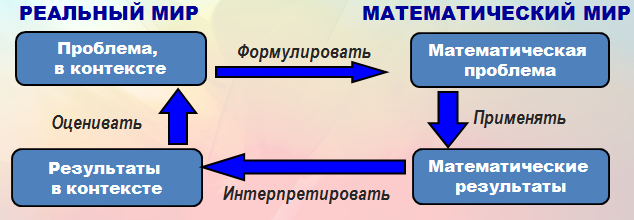 РЕАЛЬНЫЙ МИР
МАТЕМАТИЧЕСКИЙ МИР
Проблема,
в контексте
Формулировать
Математическая
проблема
Оценивать
Применять
Результаты
в контексте
Интерпретировать
Математические
результаты